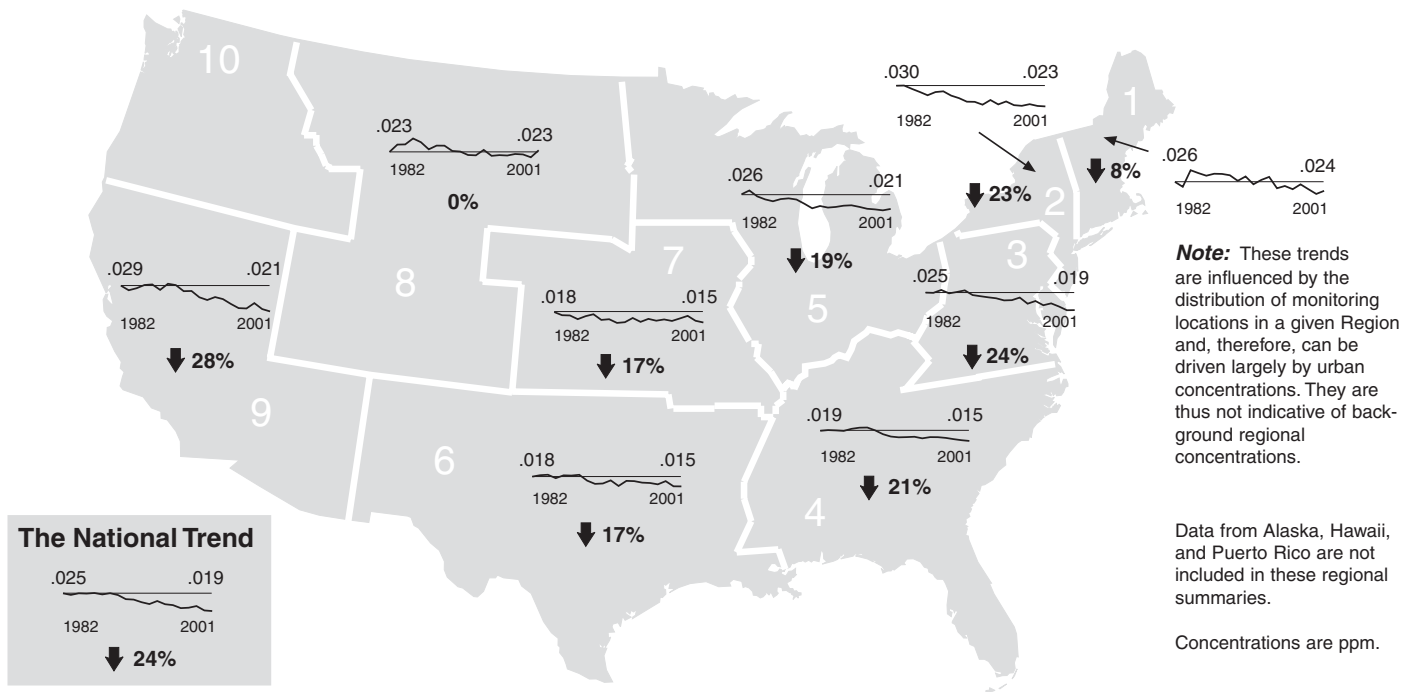 10
.023 .023
1982 2001
0%
.030 .023
1982 2001
23%
1
8%
.026 .024
1982 2001
2
.026 .021
1982 2001
19%
Note: These trends
are influenced by the
distribution of monitoring
locations in a given Region
and, therefore, can be
driven largely by urban
concentrations. They are
thus not indicative of back-
ground regional
concentrations.
3
.025 .019
1982 2001
24%
.029 .021
1982 2001
28%
8
7
.018 .015
1982 2001
17%
5
9
.019 .015
1982 2001
21%
6
.018 .015
1982 2001
17%
4
The National Trend
.025 .019
1982 2001
24%
Data from Alaska, Hawaii,
and Puerto Rico are not
included in these regional
summaries.
Concentrations are ppm.